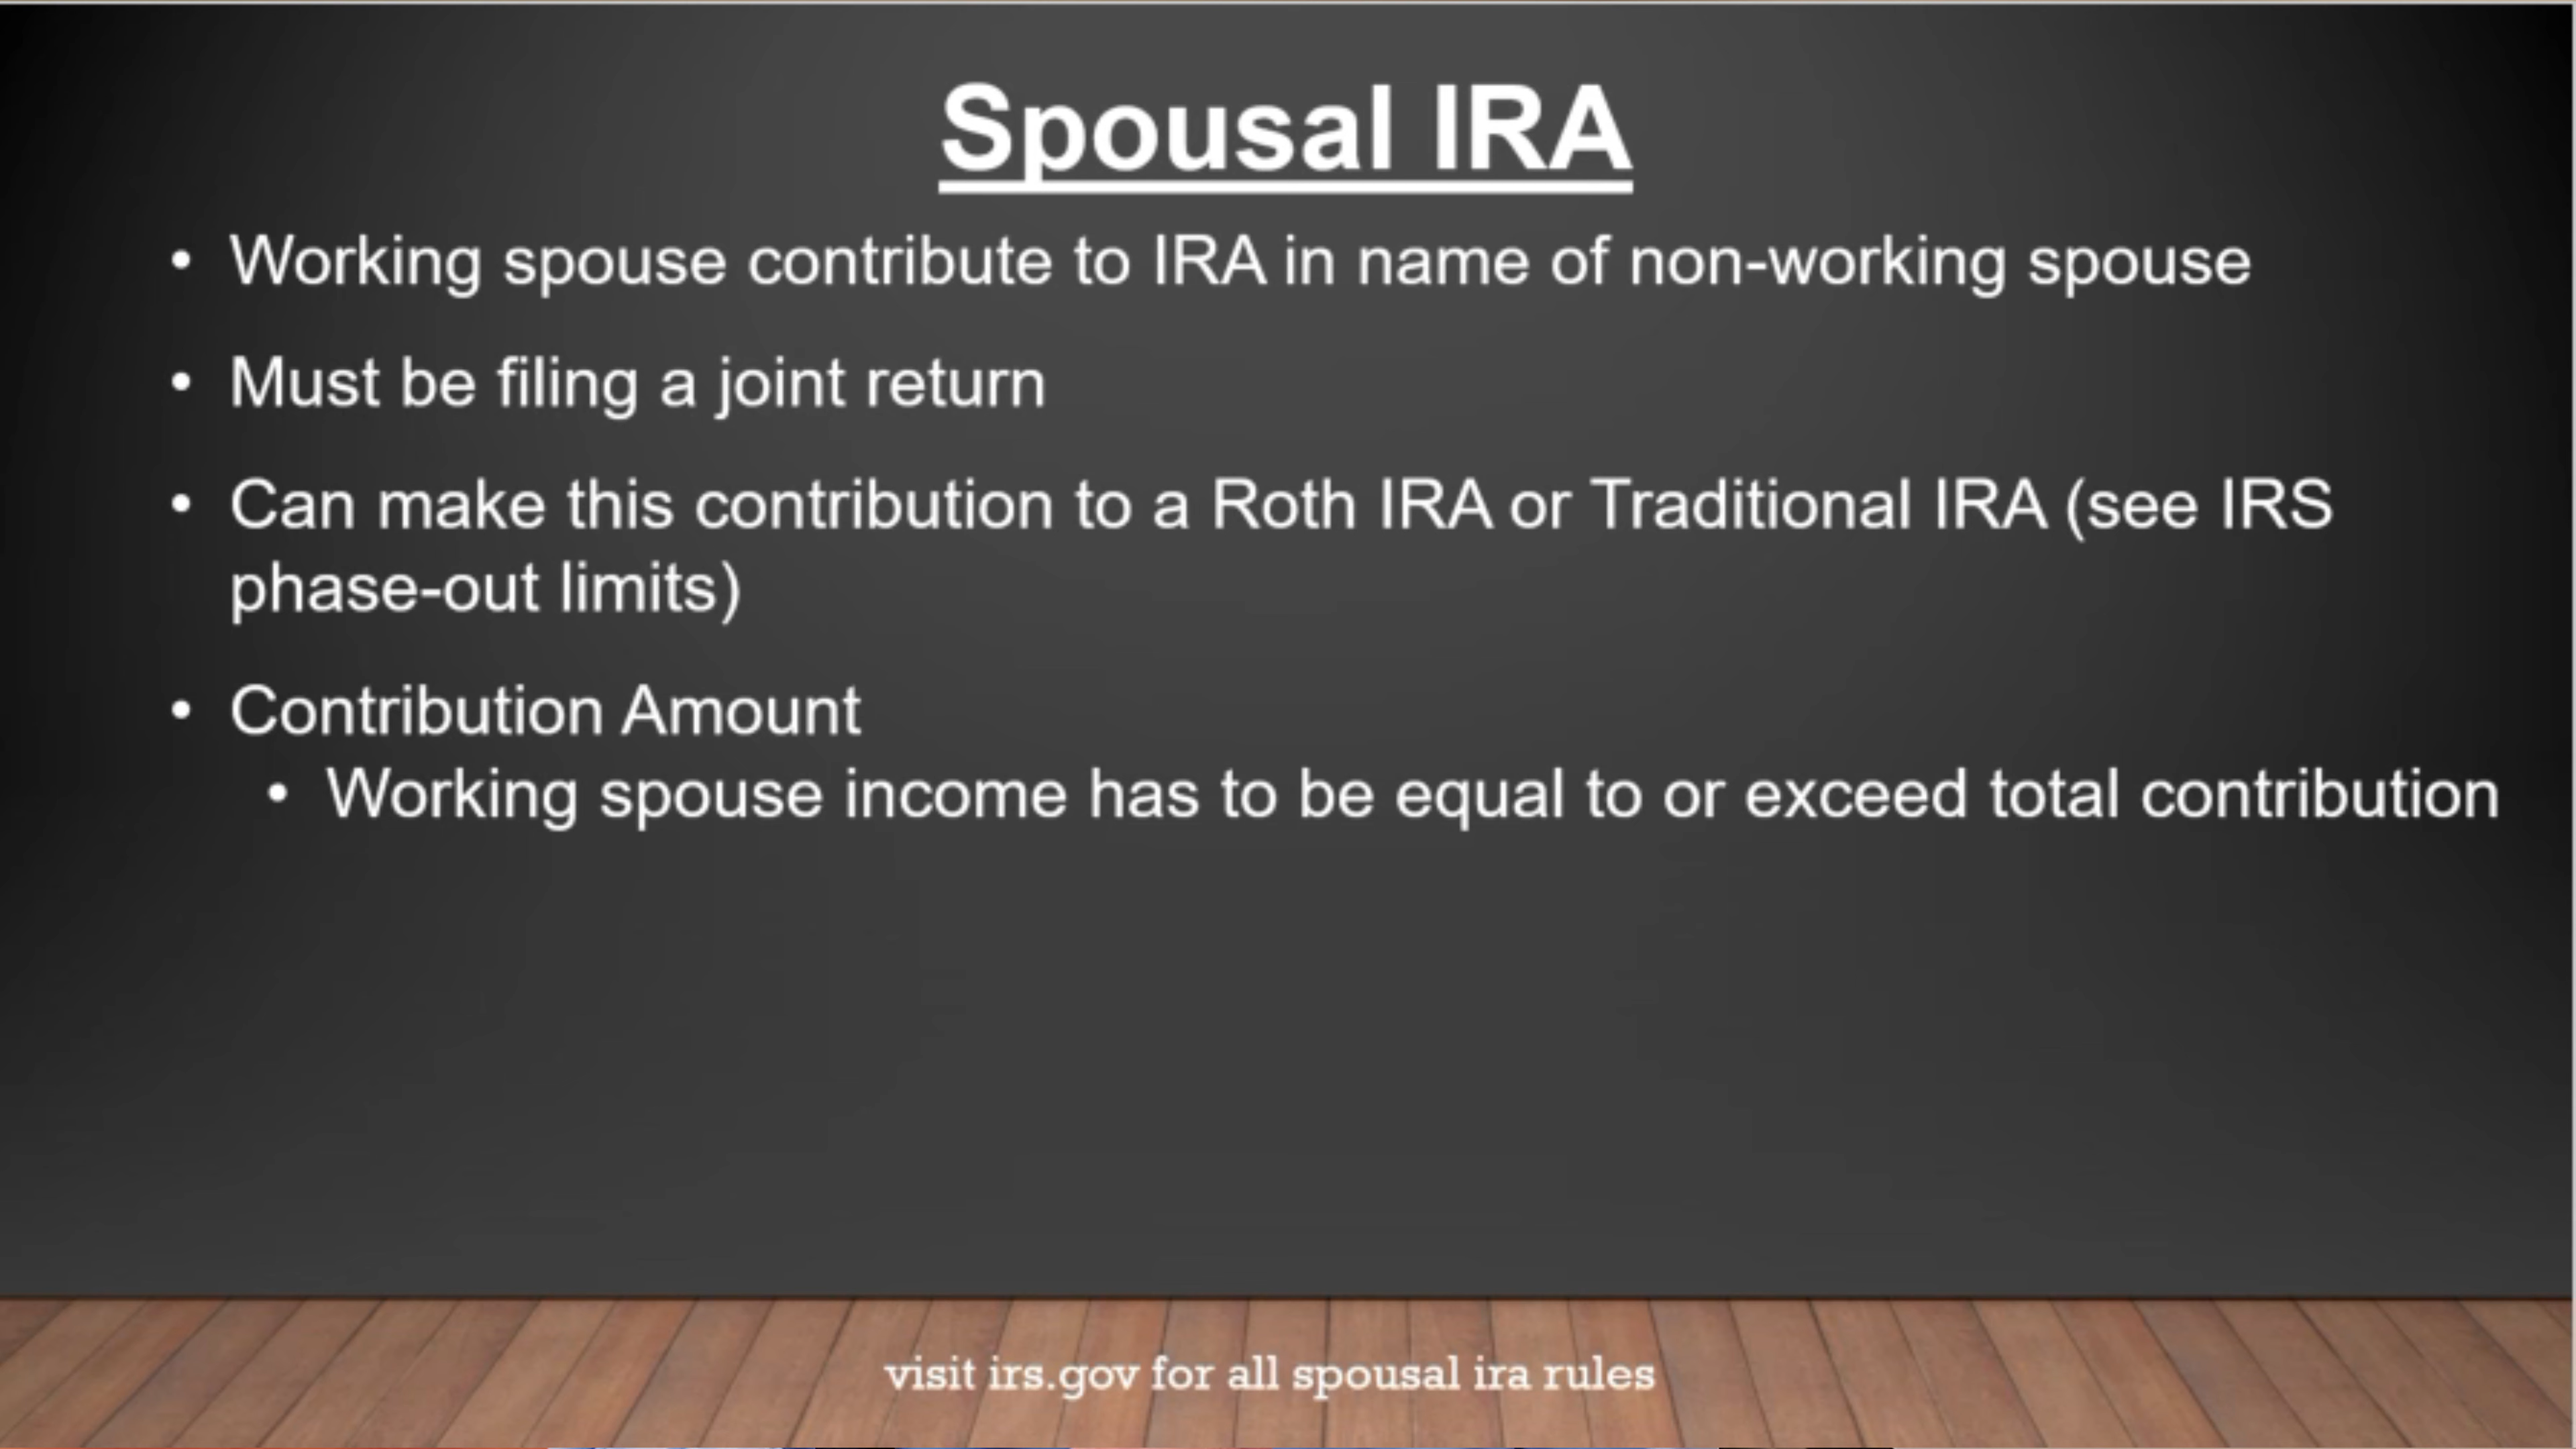 Spousal IRA
• Working spouse contribute to IRA in name of non-working spouse
• Must be filing a joint return
• Can make this contribution to a Roth IRA or Traditional IRA (see IRS
phase-out limits)
• Contribution Amount
• Working spouse income has to be equal to or exceed total contribution
visit irs.gov for all spousal ira rules